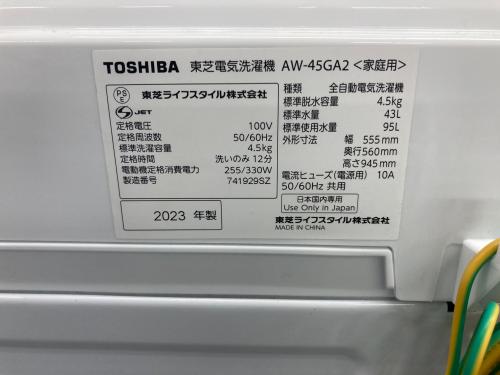 TOSHIBA 東芝電気洗濯機 AW-45GA2 <家庭用>
PS
E
東芝ライフスタイル株式会社
S JET
定格電圧 100V
定格周波数 50/60Hz
標準洗濯容量 4.5kg
定格時間 洗いのみ 12分
電動機定格消費電力 255/330W
製造番号 741929SZ
2023 年製
種類 全自動電気洗濯機
標準脱水容量 4.5kg
標準水量 43L
標準使用水量 95L
外形寸法 幅 555mm
奥行560mm
高さ945mm
電流ヒューズ(電源用) 10A
50/60Hz 共用
日本国内専用
Use Only in Japan
東芝ライフスタイル株式会社
MADE IN CHINA